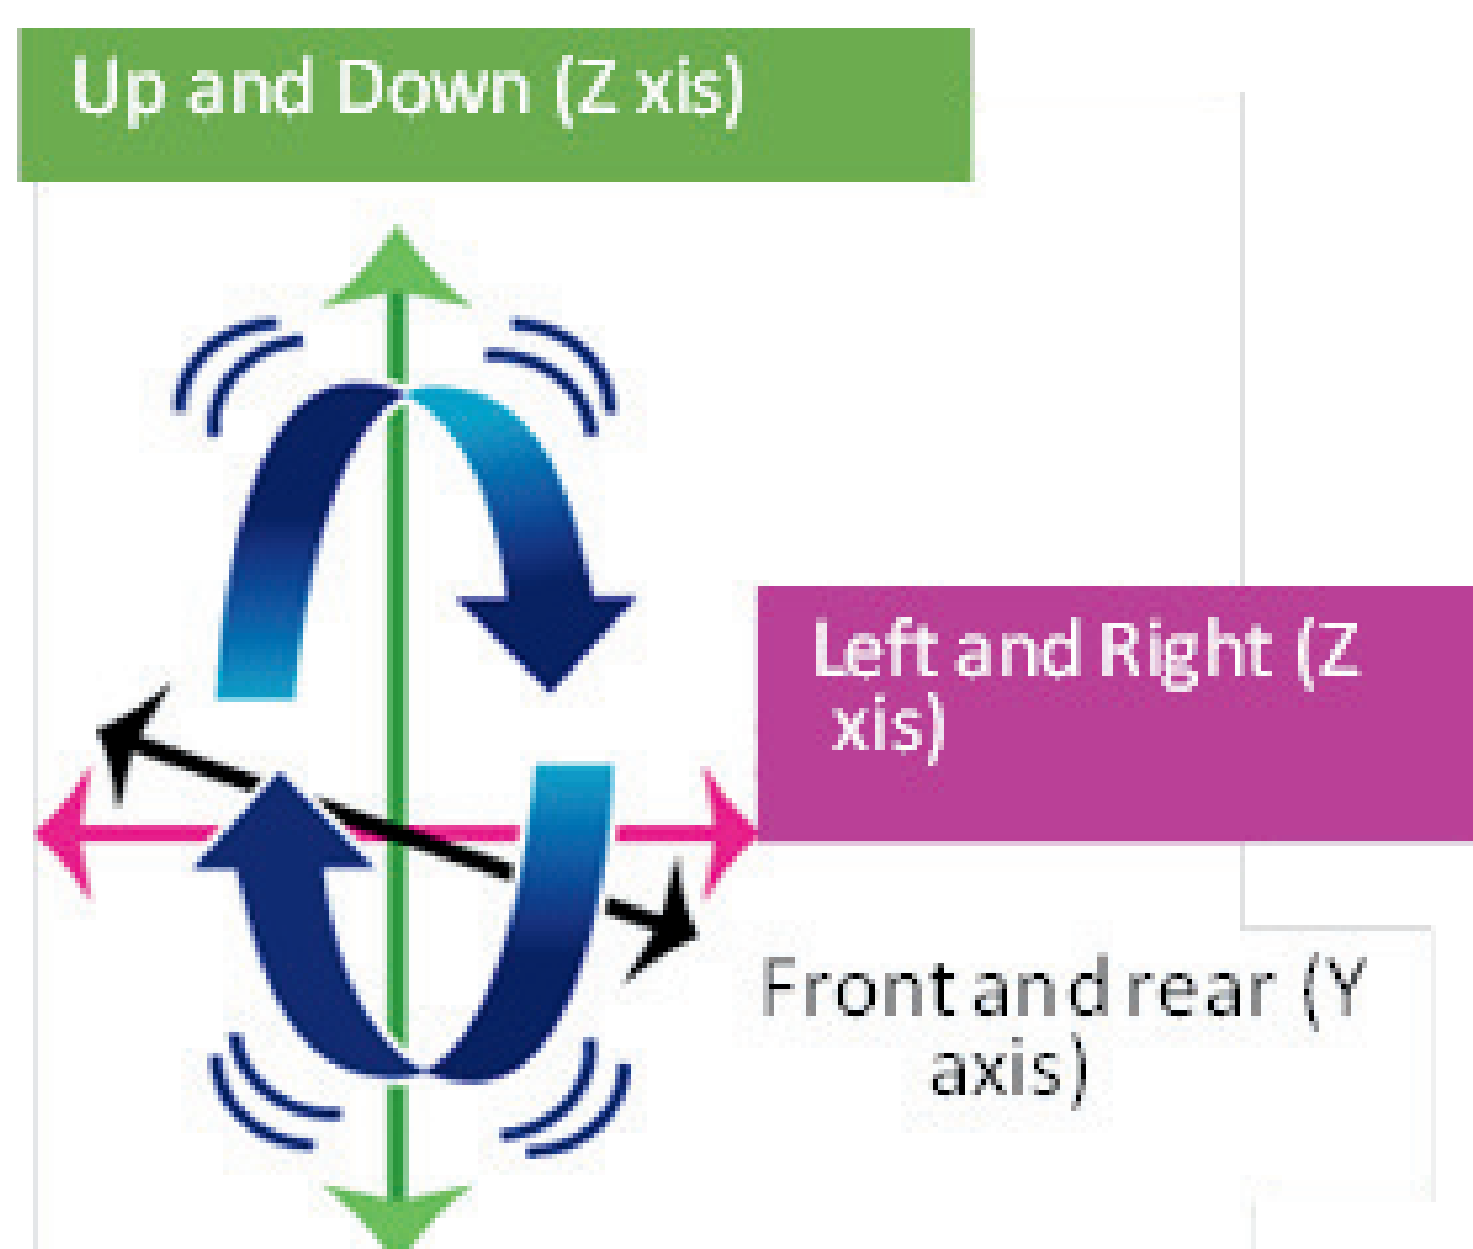 Up and Down (Z xis)
Left and Right (Z
xis)
Front and rear (Y
axis)